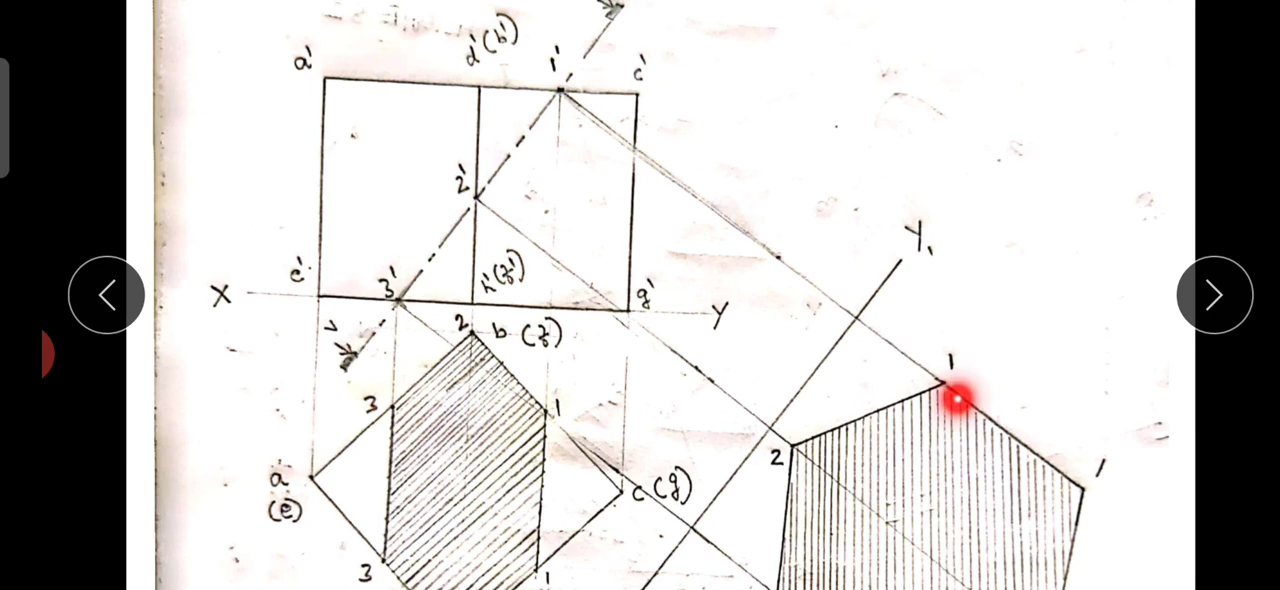 d'(b')
a'
1'
c'
2'
e'
3'
h'(f')
g'
X
Y
V
Y₁
2
b (f)
3
1
1
a
(e)
c (g)
2
1
3
1